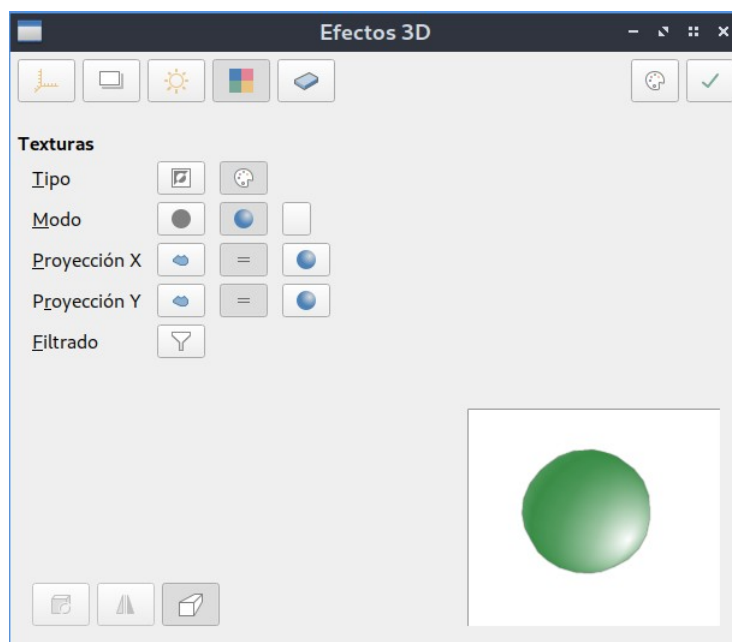 Efectos 3D
Texturas
Tipo
Modo
Proyección X
Proyección Y
Filtrado